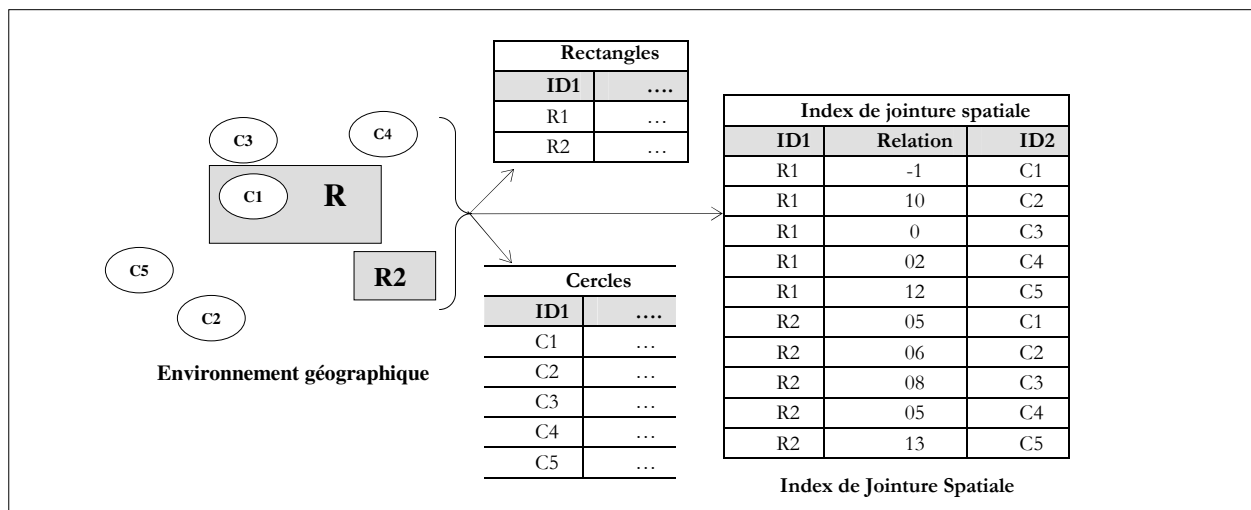 C3
C4
C1
R
C5
R2
C2
Environnement géographique
Rectangles
ID1 ….
R1 …
R2 …
Cercles
ID1 ….
C1 …
C2 …
C3 …
C4 …
C5 …
Index de jointure spatiale
ID1 Relation ID2
R1 -1 C1
R1 10 C2
R1 0 C3
R1 02 C4
R1 12 C5
R2 05 C1
R2 06 C2
R2 08 C3
R2 05 C4
R2 13 C5
Index de Jointure Spatiale